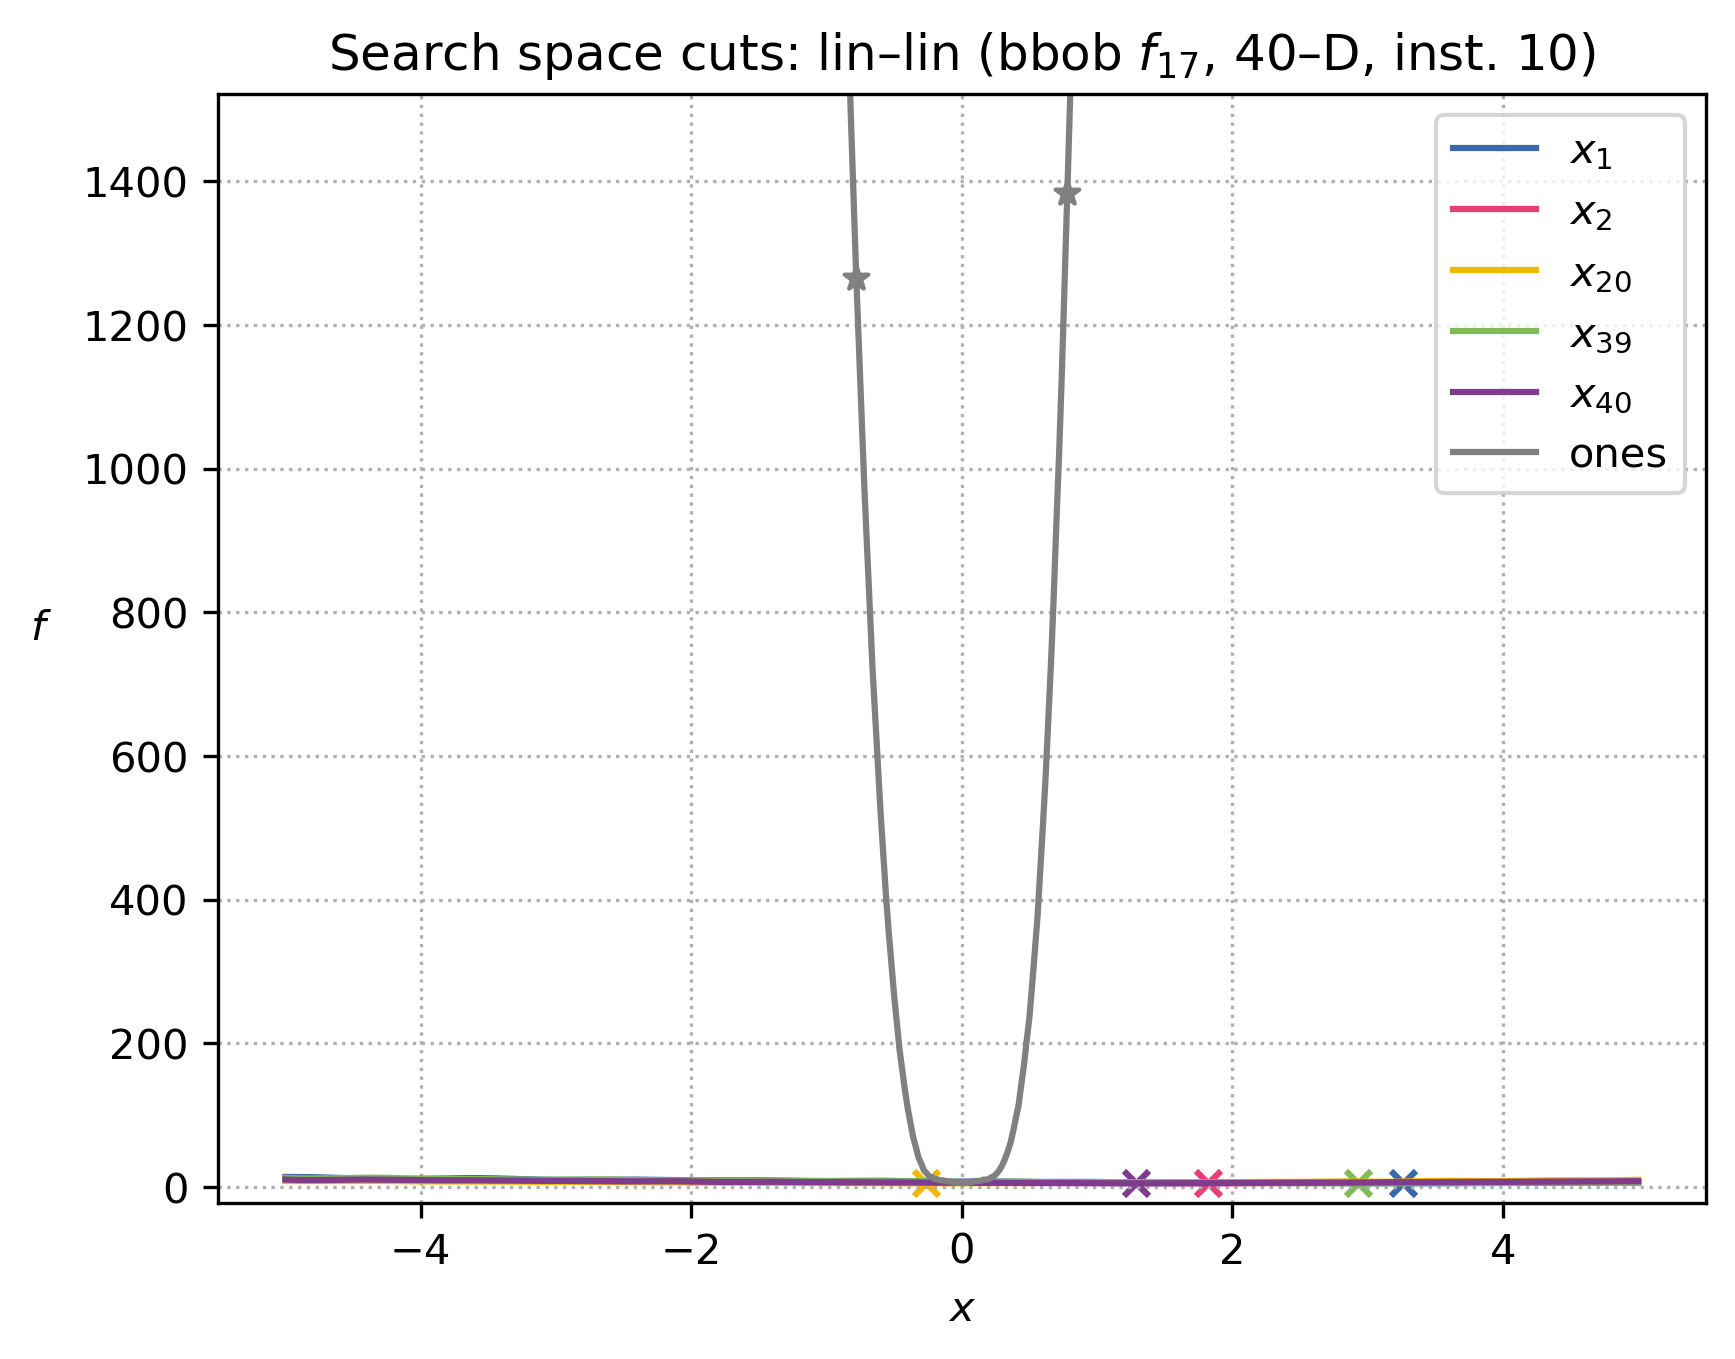 Search space cuts: lin–lin (bbob f₁₇, 40–D, inst. 10)
1400
1200
1000
800
600
400
200
0
f
−4
−2
0
2
4
x
x₁
x₂
x₂₀
x₃₉
x₄₀
ones